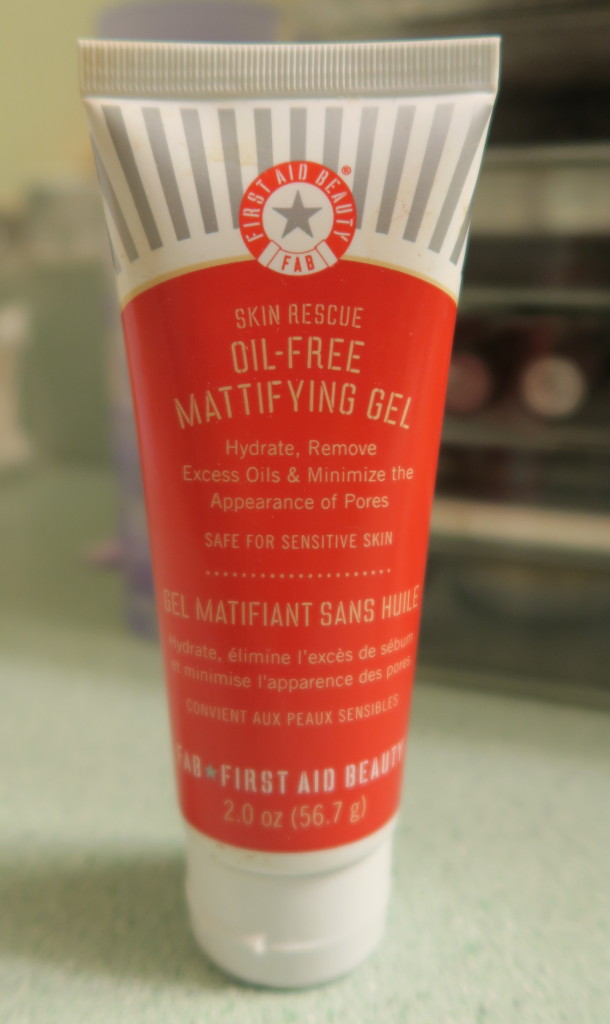 FIRST AID BEAUTY ®
FAB
SKIN RESCUE
OIL-FREE
MATTIFYING GEL
Hydrate, Remove
Excess Oils & Minimize the
Appearance of Pores
SAFE FOR SENSITIVE SKIN
GEL MATIFIANT SANS HUILE
Hydrate, élimine l'excès de sébum
et minimise l'apparence des pores
CONVIENT AUX PEAUX SENSIBLES
FAB★FIRST AID BEAUTY
2.0 oz (56.7 g)